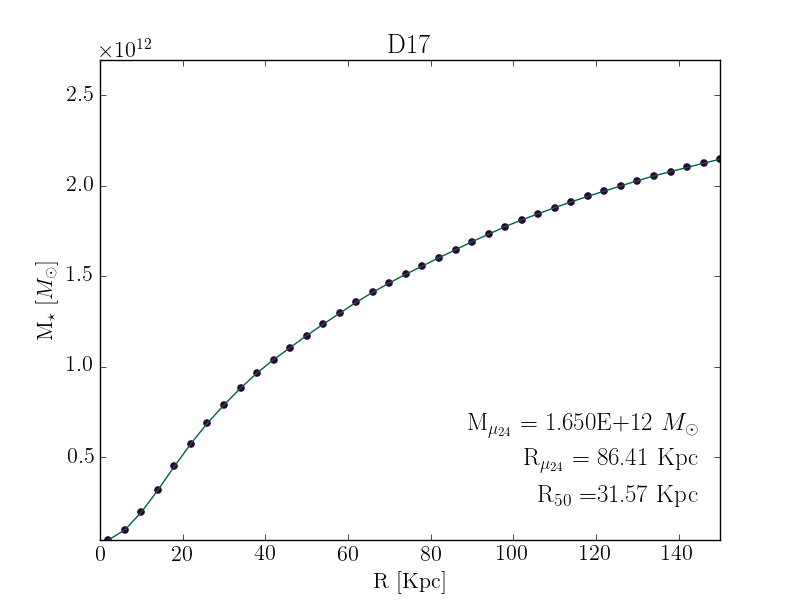 D17
×10¹²
2.5
2.0
1.5
1.0
0.5
M⋆ [M⊙]
M_μ₂₄ = 1.650E+12 M⊙
R_μ₂₄ = 86.41 Kpc
R₅₀ =31.57 Kpc
0 20 40 60 80 100 120 140
R [Kpc]